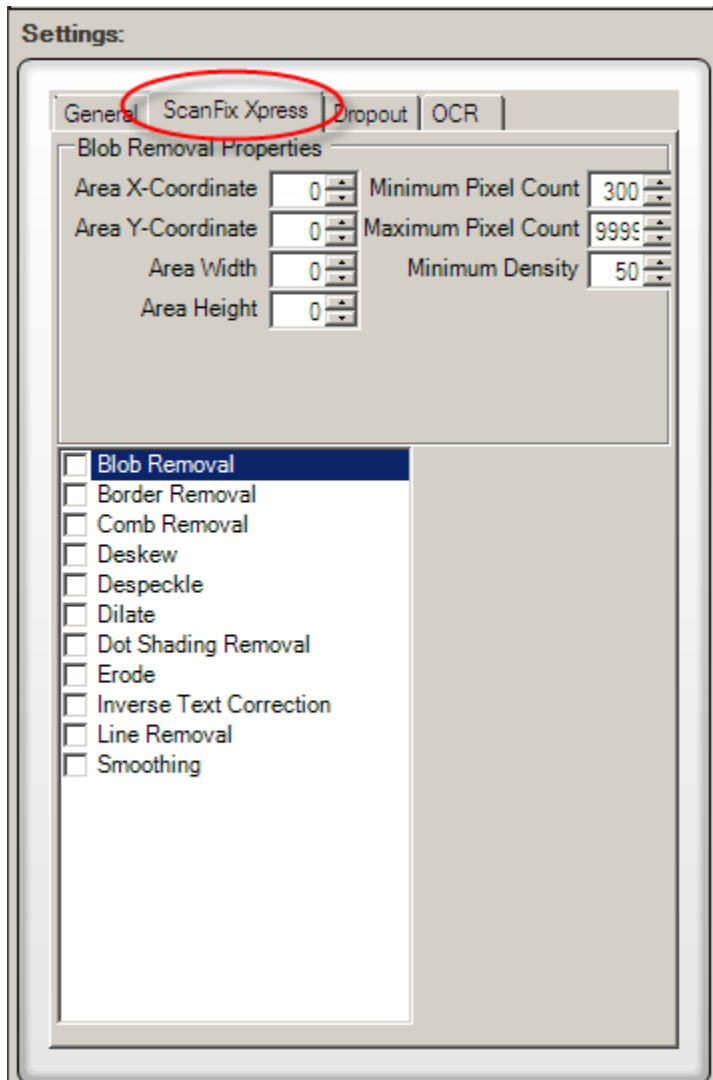 Settings:
General ScanFix Xpress Dropout OCR
Blob Removal Properties
Area X-Coordinate 0 Minimum Pixel Count 300
Area Y-Coordinate 0 Maximum Pixel Count 9999
Area Width 0 Minimum Density 50
Area Height 0
Blob Removal
Border Removal
Comb Removal
Deskew
Despeckle
Dilate
Dot Shading Removal
Erode
Inverse Text Correction
Line Removal
Smoothing